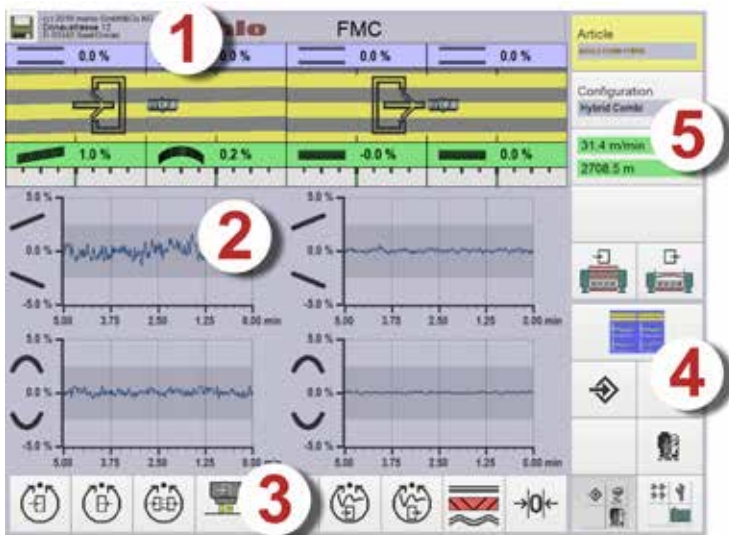 FMC
1
0.0 %
0.0 %
0.0 %
1.0 %
0.2 %
-0.0 %
0.0 %
5.0 %
0.0 %
-5.0 %
5.00 3.75 2.50 1.25 0.00 min
5.0 %
0.0 %
-5.0 %
5.00 3.75 2.50 1.25 0.00 min
5.0 %
0.0 %
-5.0 %
5.00 3.75 2.50 1.25 0.00 min
5.0 %
0.0 %
-5.0 %
5.00 3.75 2.50 1.25 0.00 min
2
3
→0←
Article
Configuration
Hybrid Combi
31.4 m/min
2708.5 m
5
4